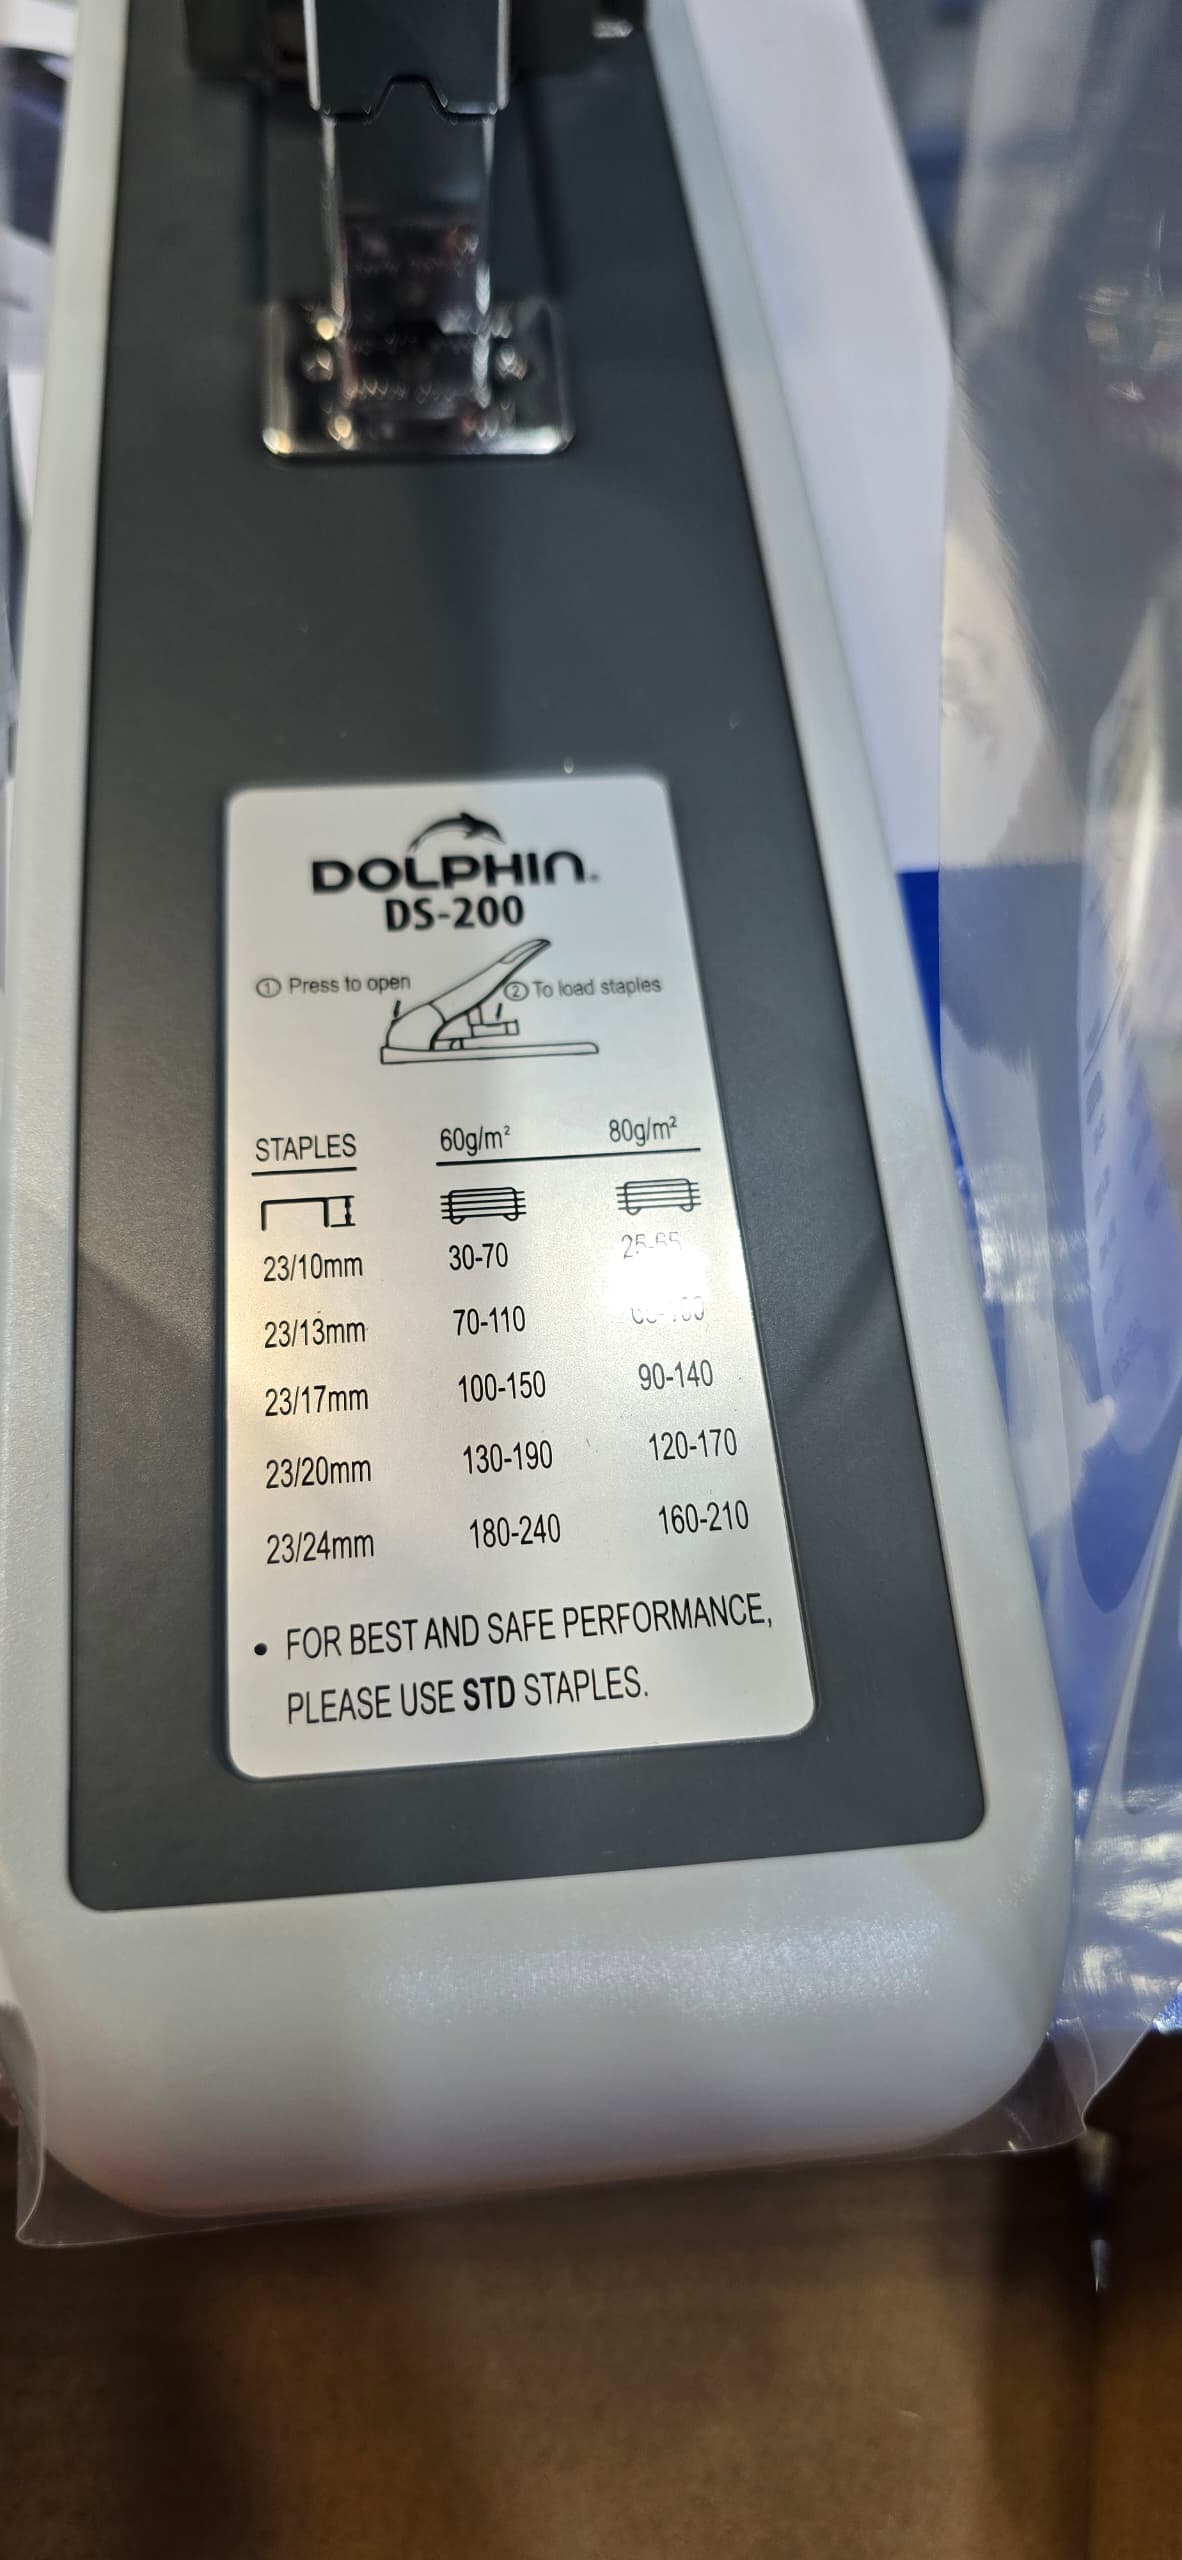 DOLPHIN
DS-200
① Press to open
② To load staples
STAPLES 60g/m² 80g/m²
23/10mm 30-70 25-65
23/13mm 70-110
23/17mm 100-150 90-140
23/20mm 130-190 120-170
23/24mm 180-240 160-210
• FOR BEST AND SAFE PERFORMANCE,
PLEASE USE STD STAPLES.